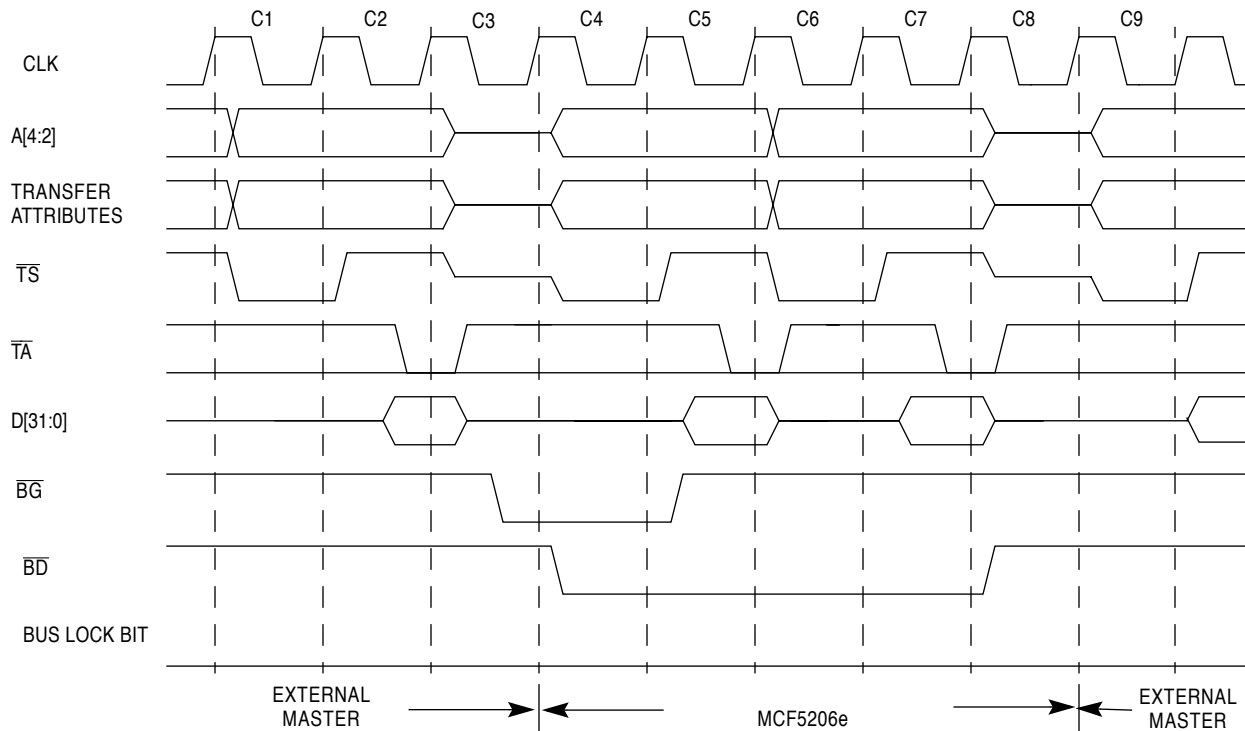 C1 C2 C3 C4 C5 C6 C7 C8 C9
CLK
A[4:2]
TRANSFER
ATTRIBUTES
TS
TA
D[31:0]
BG
BD
BUS LOCK BIT
EXTERNAL
MASTER
MCF5206e
EXTERNAL
MASTER